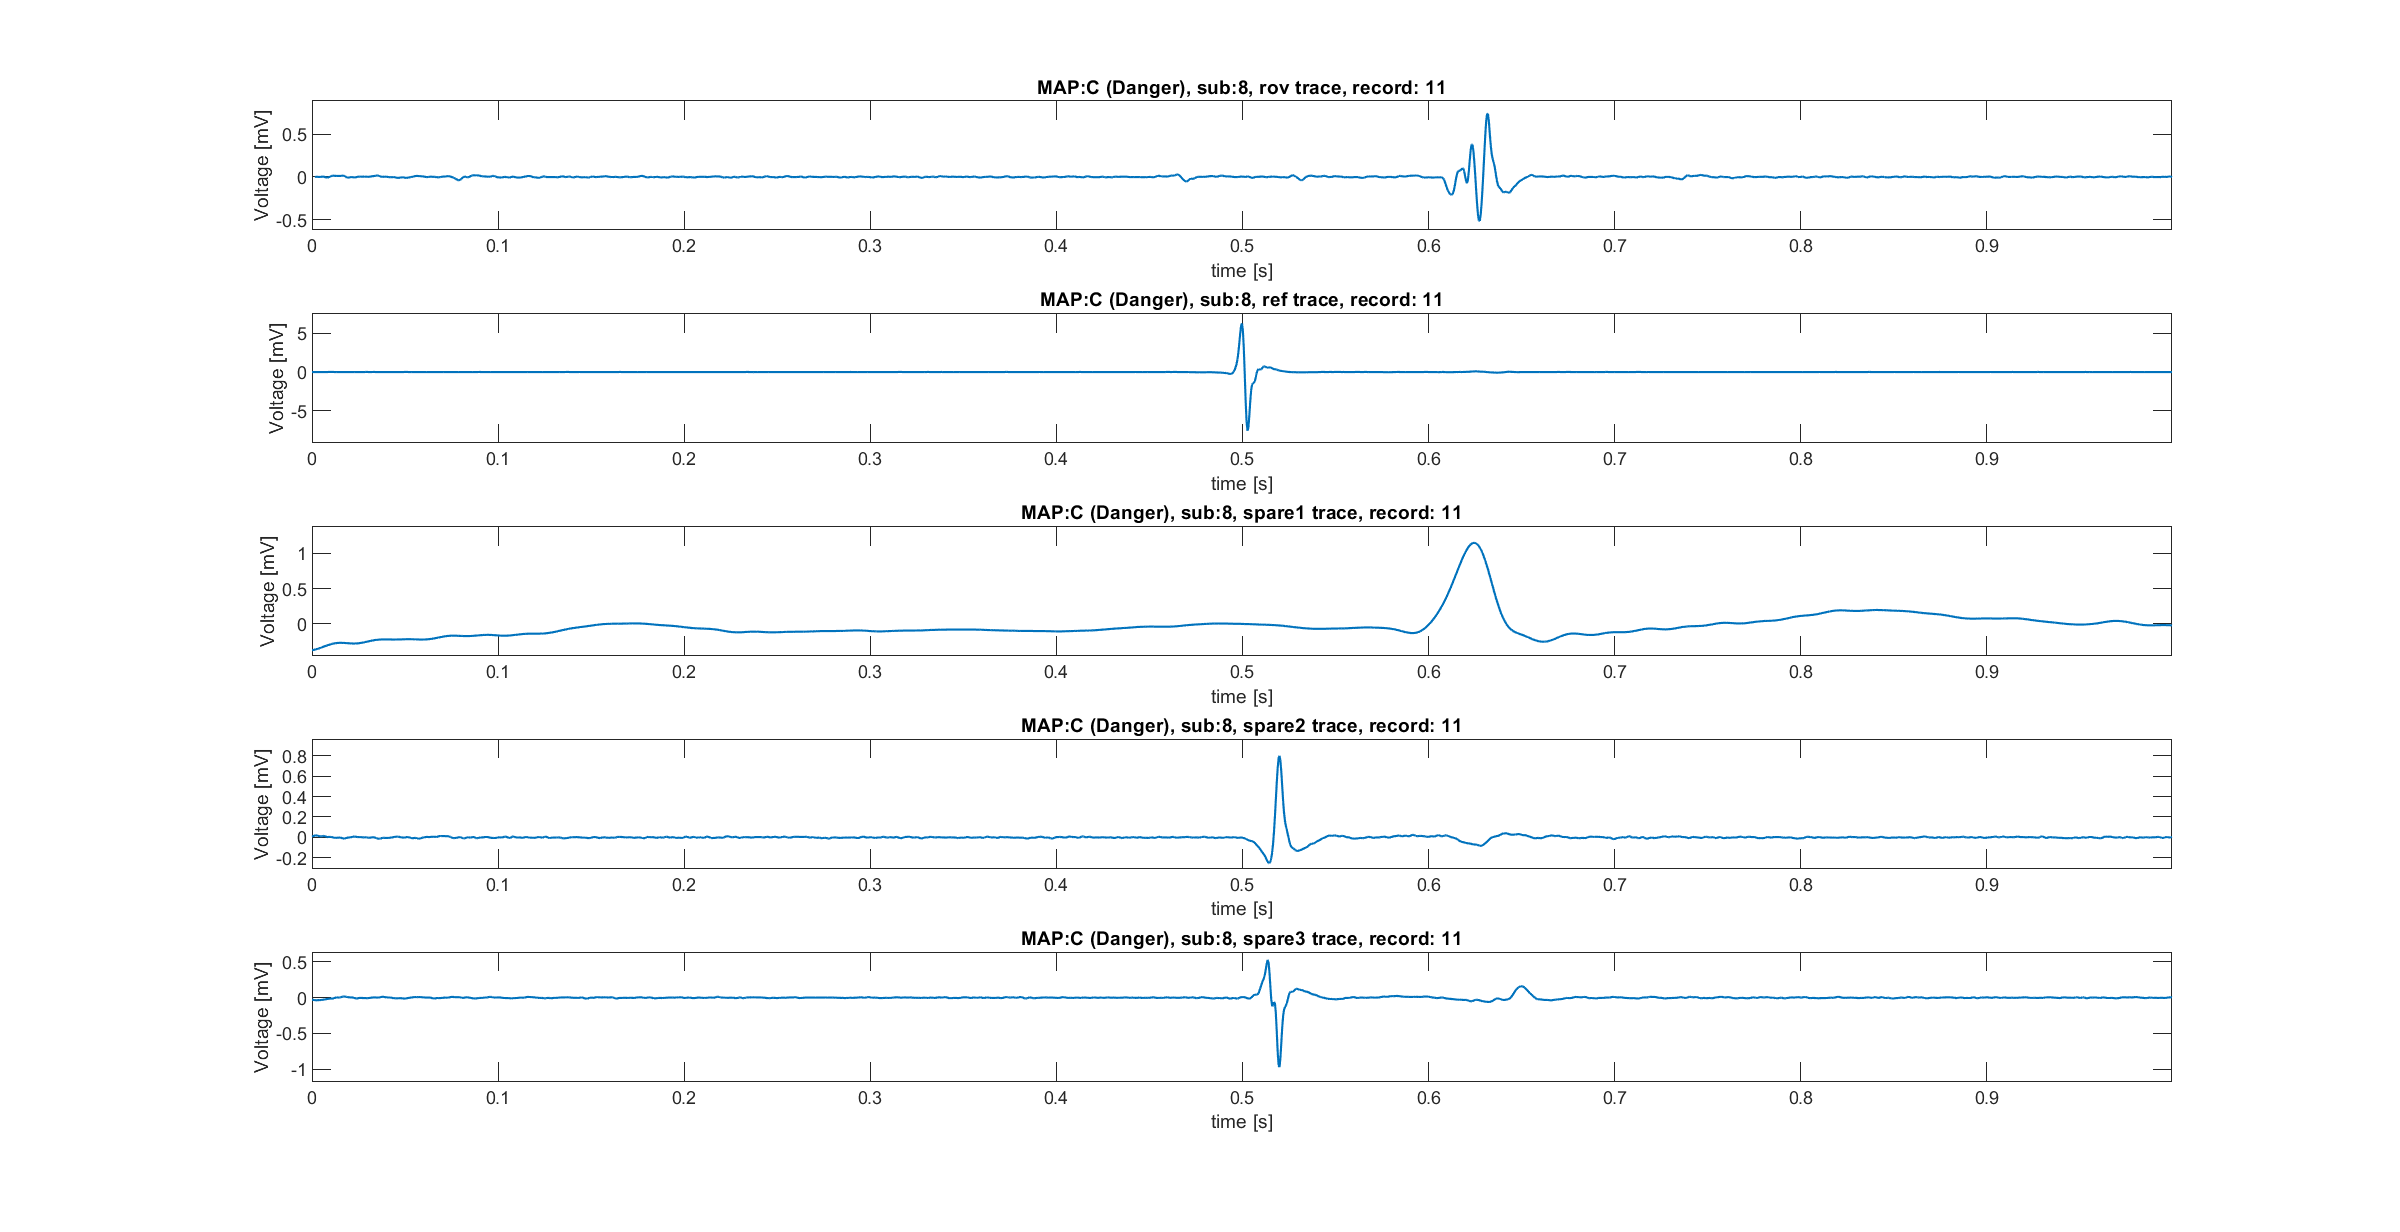 MAP:C (Danger), sub:8, rov trace, record: 11
Voltage [mV]
0.5
0
-0.5
0 0.1 0.2 0.3 0.4 0.5 0.6 0.7 0.8 0.9
time [s]
MAP:C (Danger), sub:8, ref trace, record: 11
Voltage [mV]
5
0
-5
0 0.1 0.2 0.3 0.4 0.5 0.6 0.7 0.8 0.9
time [s]
MAP:C (Danger), sub:8, spare1 trace, record: 11
Voltage [mV]
1
0.5
0
0 0.1 0.2 0.3 0.4 0.5 0.6 0.7 0.8 0.9
time [s]
MAP:C (Danger), sub:8, spare2 trace, record: 11
Voltage [mV]
0.8
0.6
0.4
0.2
0
-0.2
0 0.1 0.2 0.3 0.4 0.5 0.6 0.7 0.8 0.9
time [s]
MAP:C (Danger), sub:8, spare3 trace, record: 11
Voltage [mV]
0.5
0
-0.5
-1
0 0.1 0.2 0.3 0.4 0.5 0.6 0.7 0.8 0.9
time [s]